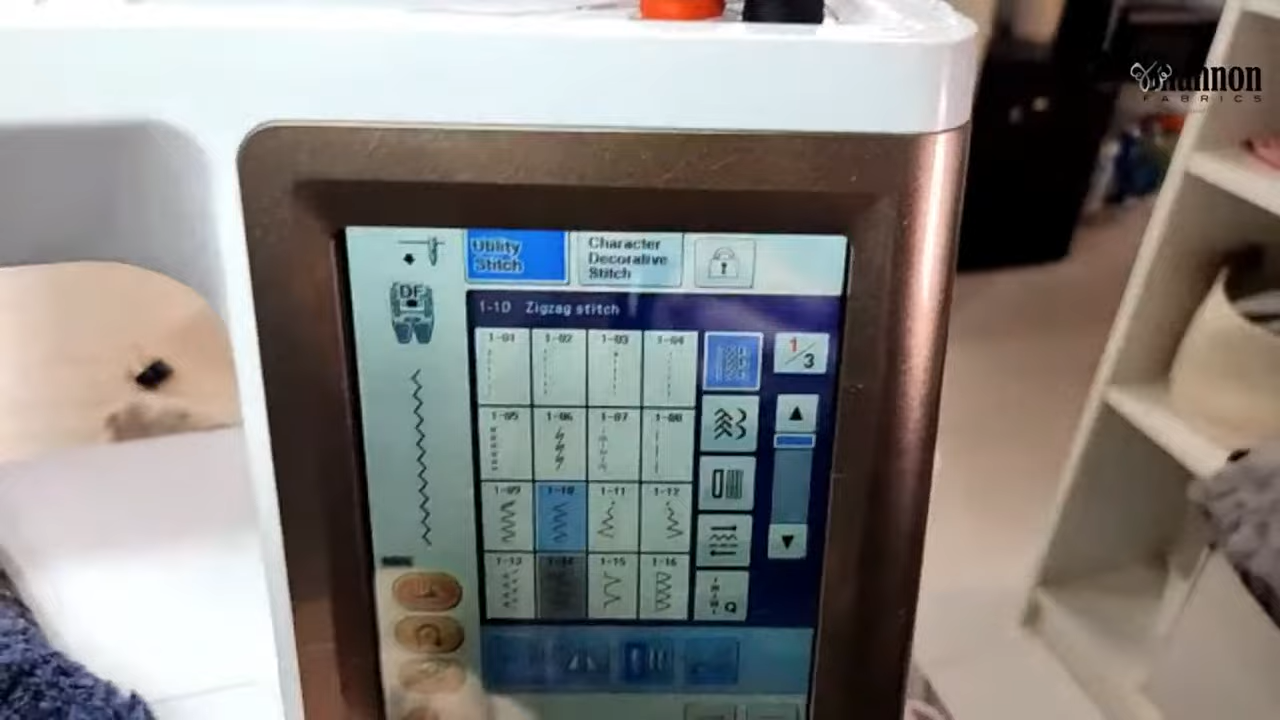 Shannon
FABRICS
Utility
Stitch
Character
Decorative
Stitch
DF
1-10 Zigzag stitch
1-01 1-02 1-03 1-04
1/3
1-05 1-06 1-07 1-08
1-09 1-10 1-11 1-12
1-13 1-14 1-15 1-16
Q